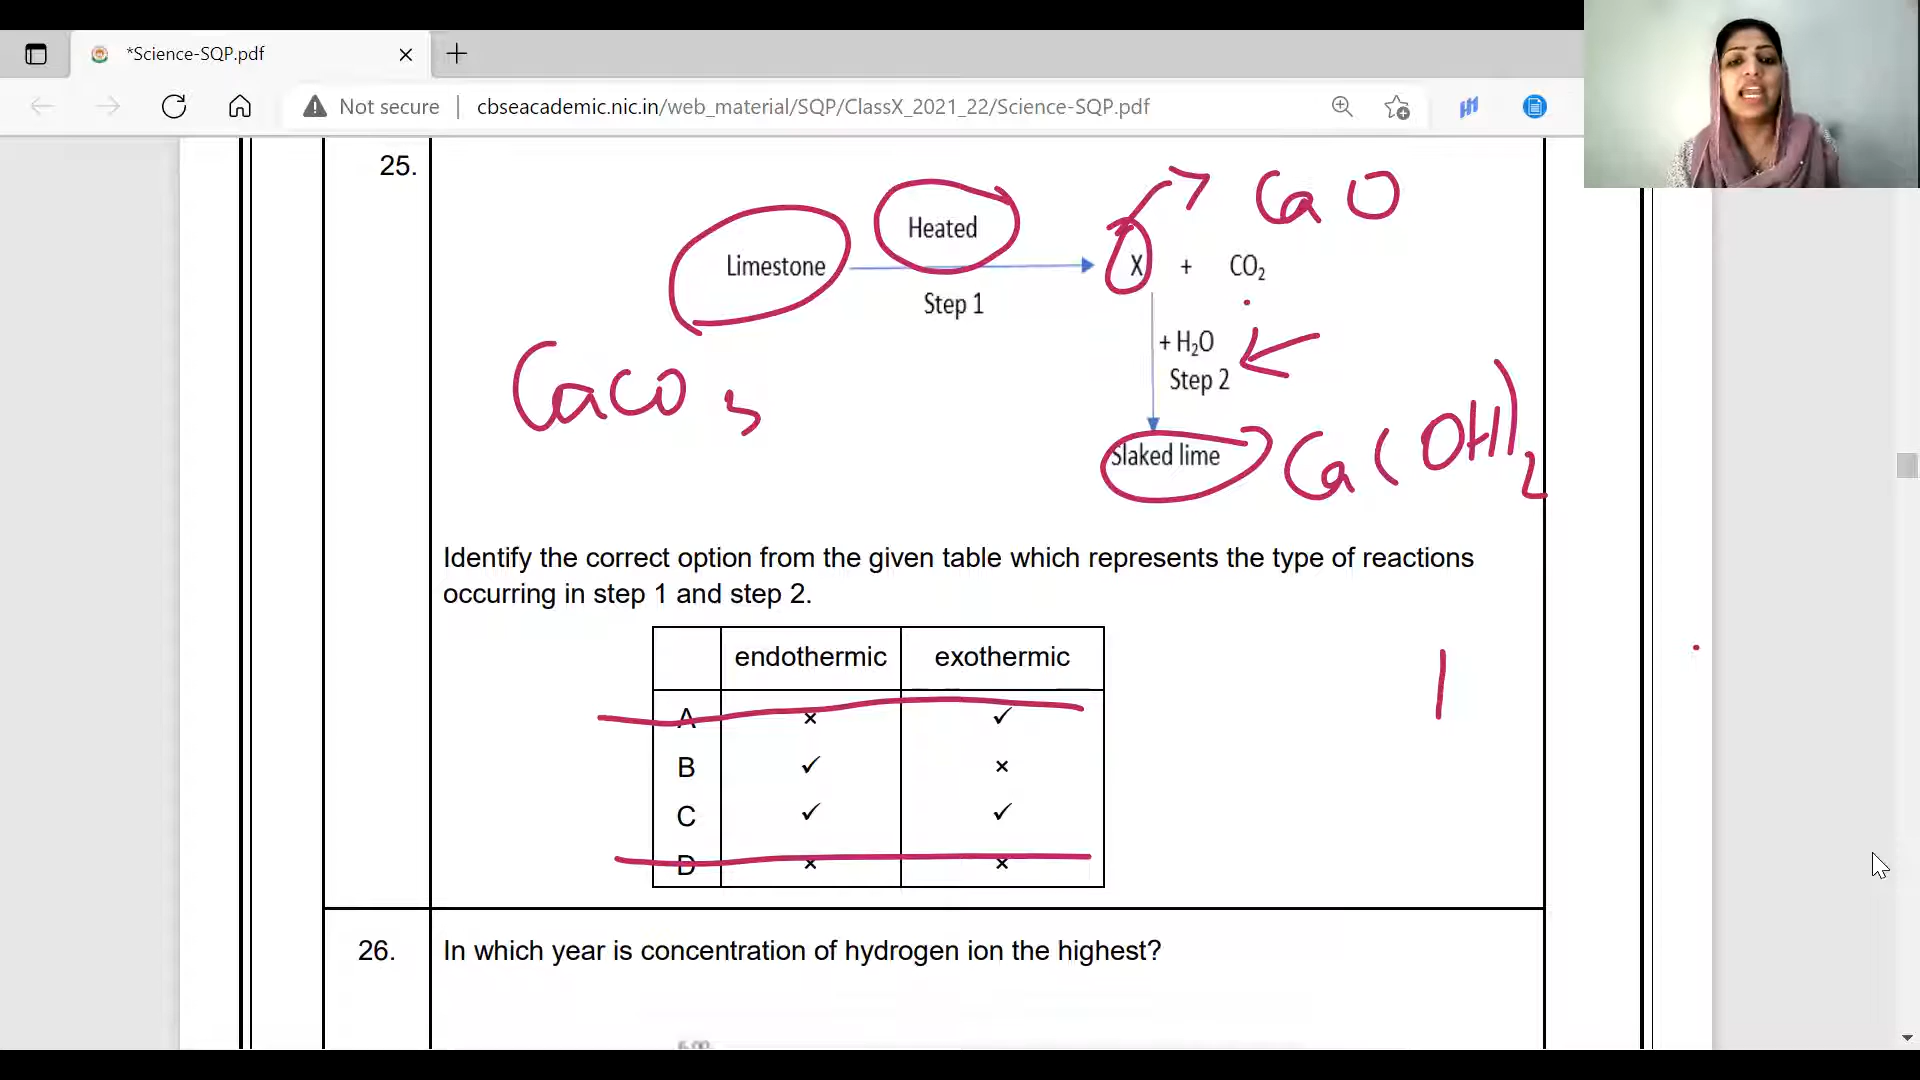 *Science-SQP.pdf
Not secure | cbseacademic.nic.in/web_material/SQP/ClassX_2021_22/Science-SQP.pdf
25.
Heated
CaO
Limestone
X + CO₂
Step 1
+ H₂O
Step 2
CaCO₃
Slaked lime
Ca(OH)₂
Identify the correct option from the given table which represents the type of reactions
occurring in step 1 and step 2.
endothermic exothermic
A × ✓
B ✓ ×
C ✓ ✓
D × ×
26. In which year is concentration of hydrogen ion the highest?